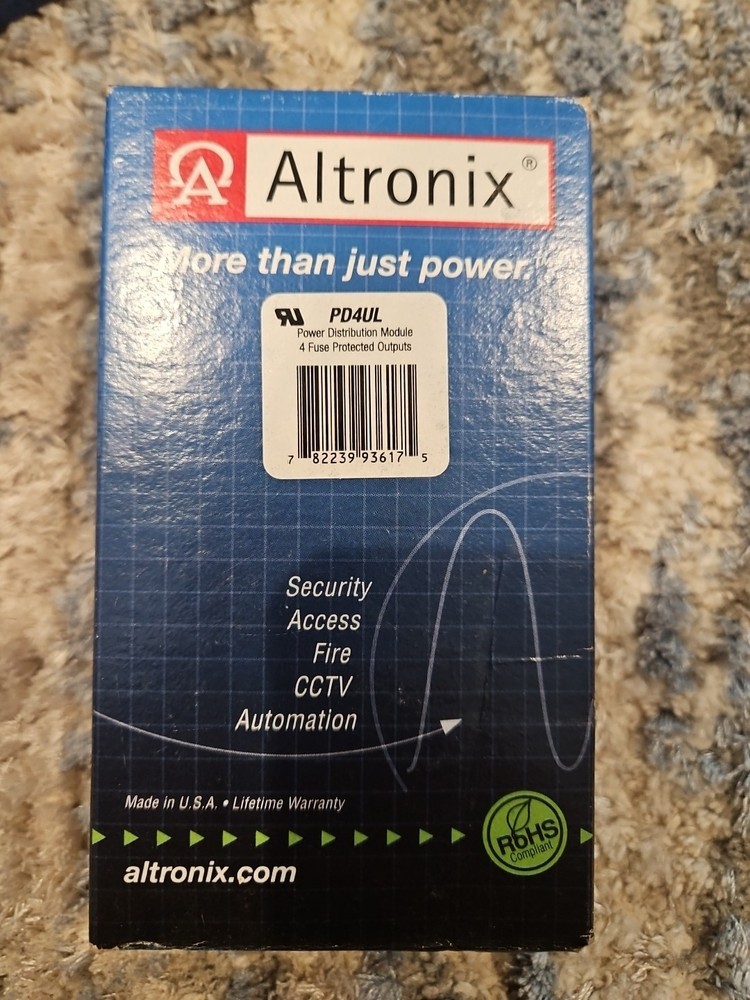 Altronix®
More than just power.
PD4UL
Power Distribution Module
4 Fuse Protected Outputs
7 82239 93617 5
Security
Access
Fire
CCTV
Automation
Made in U.S.A. • Lifetime Warranty
RoHS
Compliant
altronix.com